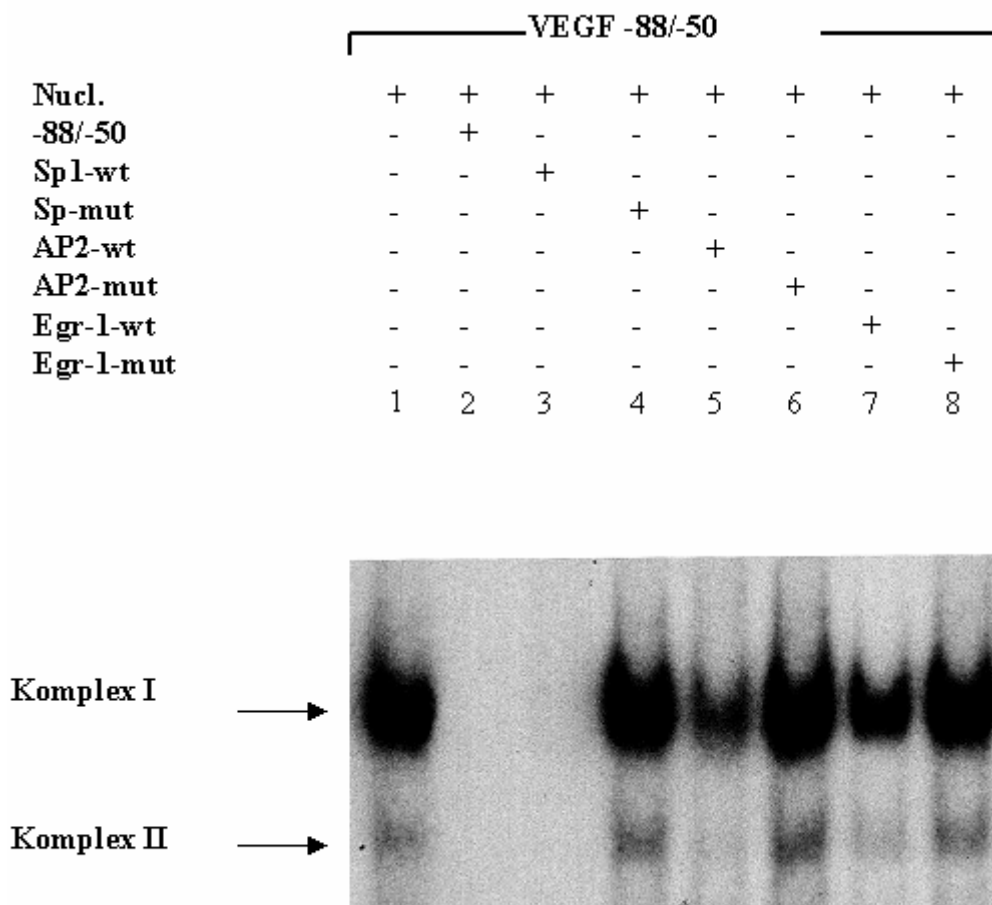 VEGF -88/-50
Nucl. + + + + + + + +
-88/-50 - + - - - - - -
Sp1-wt - - + - - - - -
Sp-mut - - - + - - - -
AP2-wt - - - - + - - -
AP2-mut - - - - - + - -
Egr-1-wt - - - - - - + -
Egr-1-mut - - - - - - - +
1 2 3 4 5 6 7 8
Komplex I
Komplex II